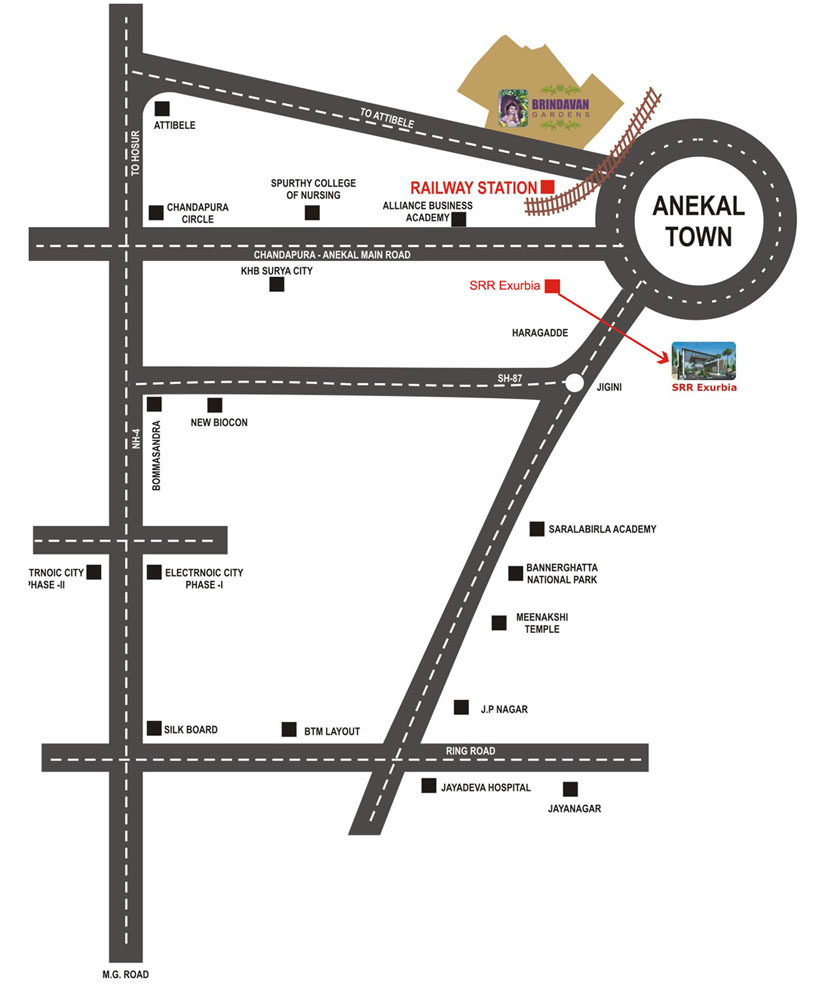 BRINDAVAN
GARDENS
TO ATTIBELE
ATTIBELE
TO HOSUR
RAILWAY STATION
ANEKAL
TOWN
SPURTHY COLLEGE
OF NURSING
CHANDAPURA
CIRCLE
ALLIANCE BUSINESS
ACADEMY
CHANDAPURA - ANEKAL MAIN ROAD
KHB SURYA CITY
SRR Exurbia
HARAGADDE
SRR Exurbia
SH-87
JIGINI
NEW BIOCON
BOMMASANDRA
NH-4
SARALABIRLA ACADEMY
TRNOIC CITY
HASE -II
ELECTRNOIC CITY
PHASE -I
BANNERGHATTA
NATIONAL PARK
MEENAKSHI
TEMPLE
J.P NAGAR
SILK BOARD
BTM LAYOUT
RING ROAD
JAYADEVA HOSPITAL
JAYANAGAR
M.G. ROAD